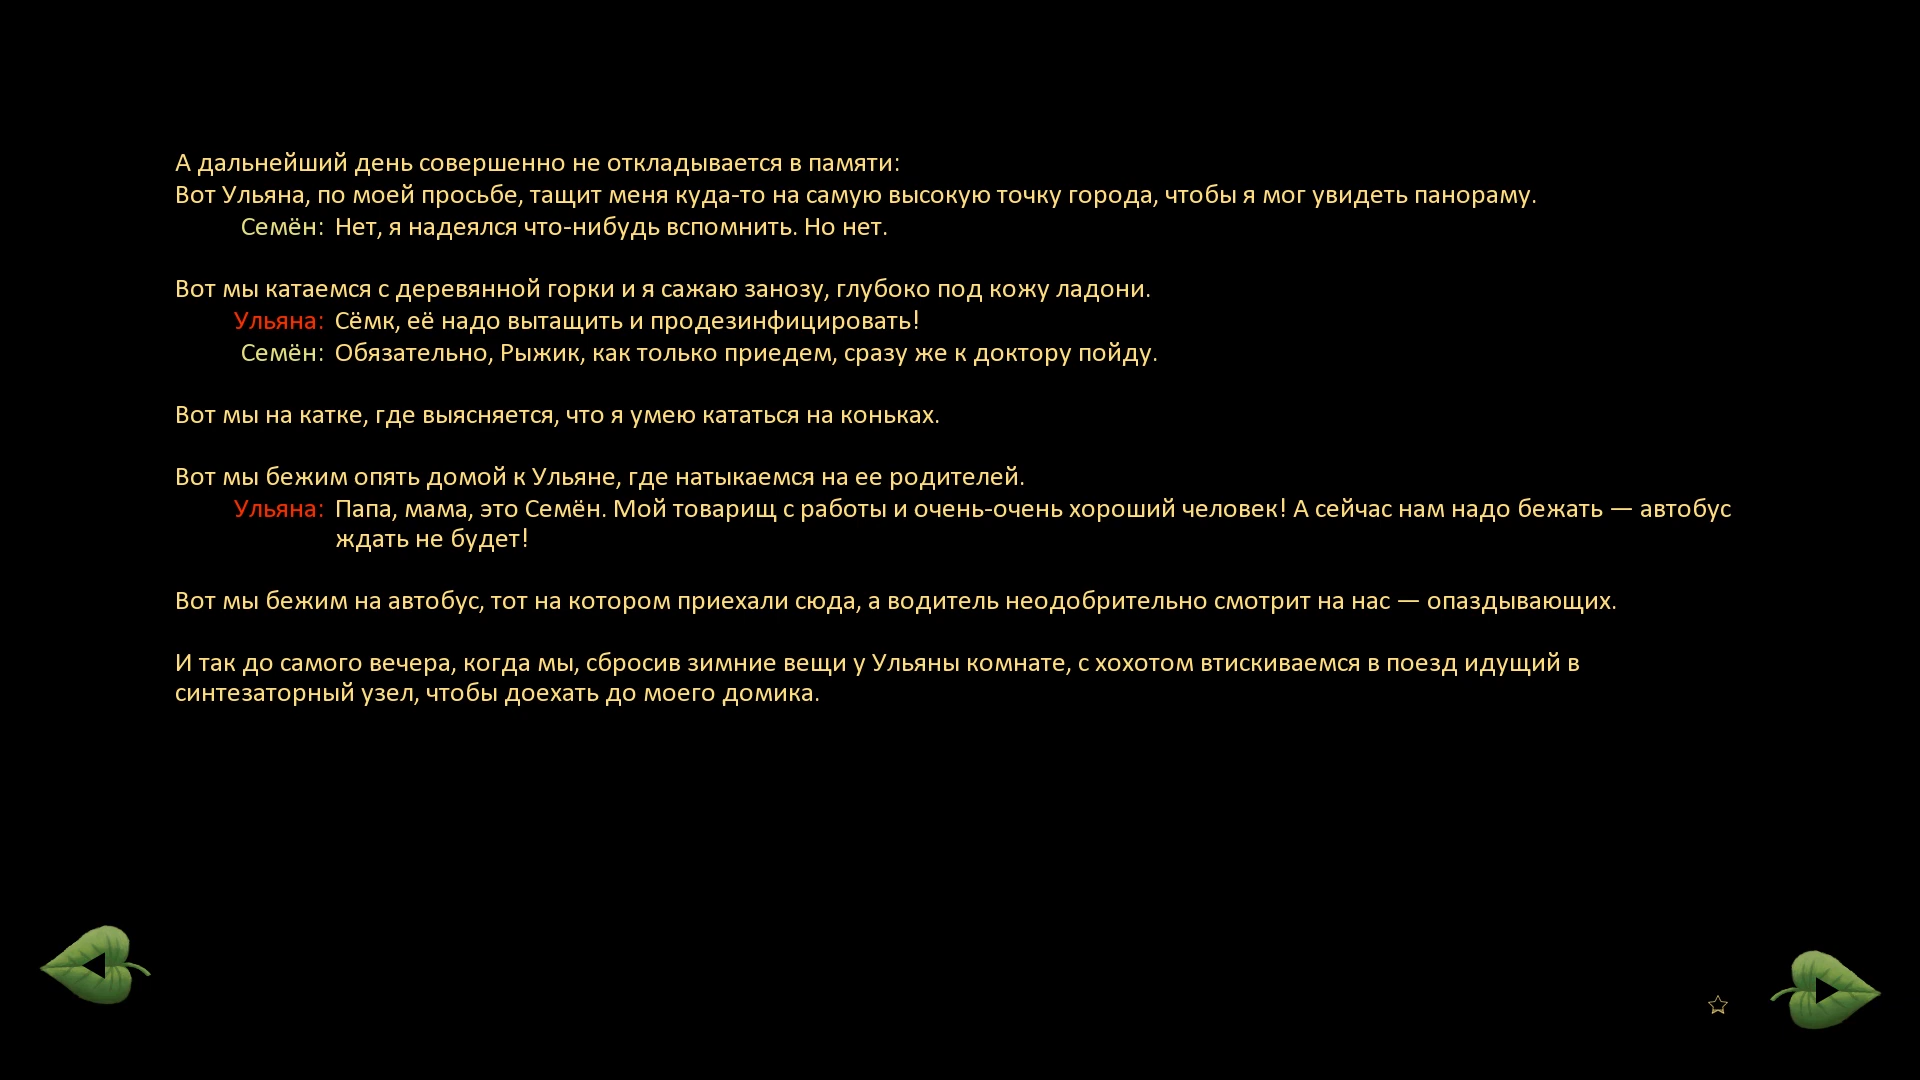 А дальнейший день совершенно не откладывается в памяти:
Вот Ульяна, по моей просьбе, тащит меня куда-то на самую высокую точку города, чтобы я мог увидеть панораму.
Семён: Нет, я надеялся что-нибудь вспомнить. Но нет.
Вот мы катаемся с деревянной горки и я сажаю занозу, глубоко под кожу ладони.
Ульяна: Сёмк, её надо вытащить и продезинфицировать!
Семён: Обязательно, Рыжик, как только приедем, сразу же к доктору пойду.
Вот мы на катке, где выясняется, что я умею кататься на коньках.
Вот мы бежим опять домой к Ульяне, где натыкаемся на ее родителей.
Ульяна: Папа, мама, это Семён. Мой товарищ с работы и очень-очень хороший человек! А сейчас нам надо бежать — автобус
ждать не будет!
Вот мы бежим на автобус, тот на котором приехали сюда, а водитель неодобрительно смотрит на нас — опаздывающих.
И так до самого вечера, когда мы, сбросив зимние вещи у Ульяны комнате, с хохотом втискиваемся в поезд идущий в
синтезаторный узел, чтобы доехать до моего домика.